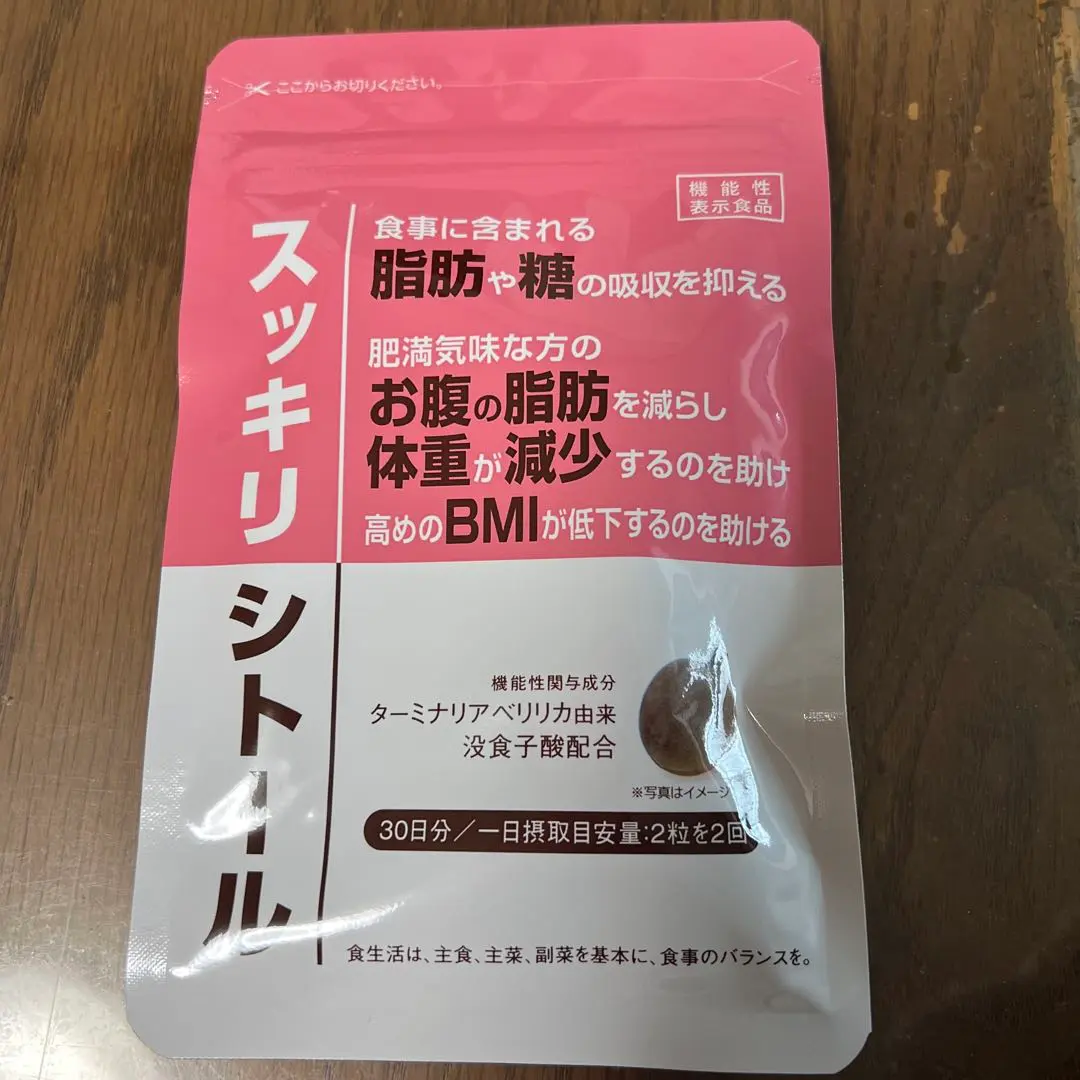 ここからお切りください。
機能性
表示食品
スッキリシトール
食事に含まれる
脂肪や糖の吸収を抑える
肥満気味な方の
お腹の脂肪を減らし
体重が減少するのを助け
高めのBMIが低下するのを助ける
機能性関与成分
ターミナリアベリリカ由来
没食子酸配合
※写真はイメージ
30日分／一日摂取目安量:2粒を2回
食生活は、主食、主菜、副菜を基本に、食事のバランスを。